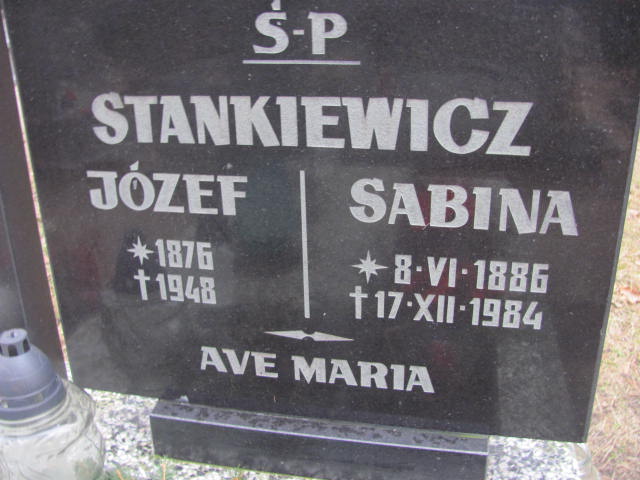 Ś-P
STANKIEWICZ
JÓZEF
* 1876
† 1948
SABINA
* 8·VI·1886
† 17·XII·1984
AVE MARIA